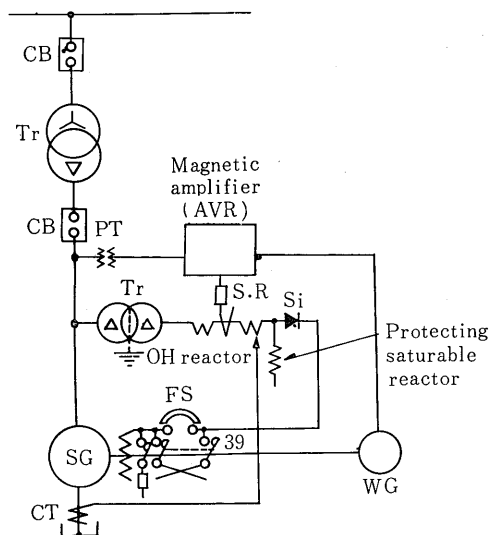 CB
Tr
Magnetic
amplifier
(AVR)
CB
PT
Tr
S.R
Si
OH reactor
Protecting
saturable
reactor
FS
39
SG
WG
CT